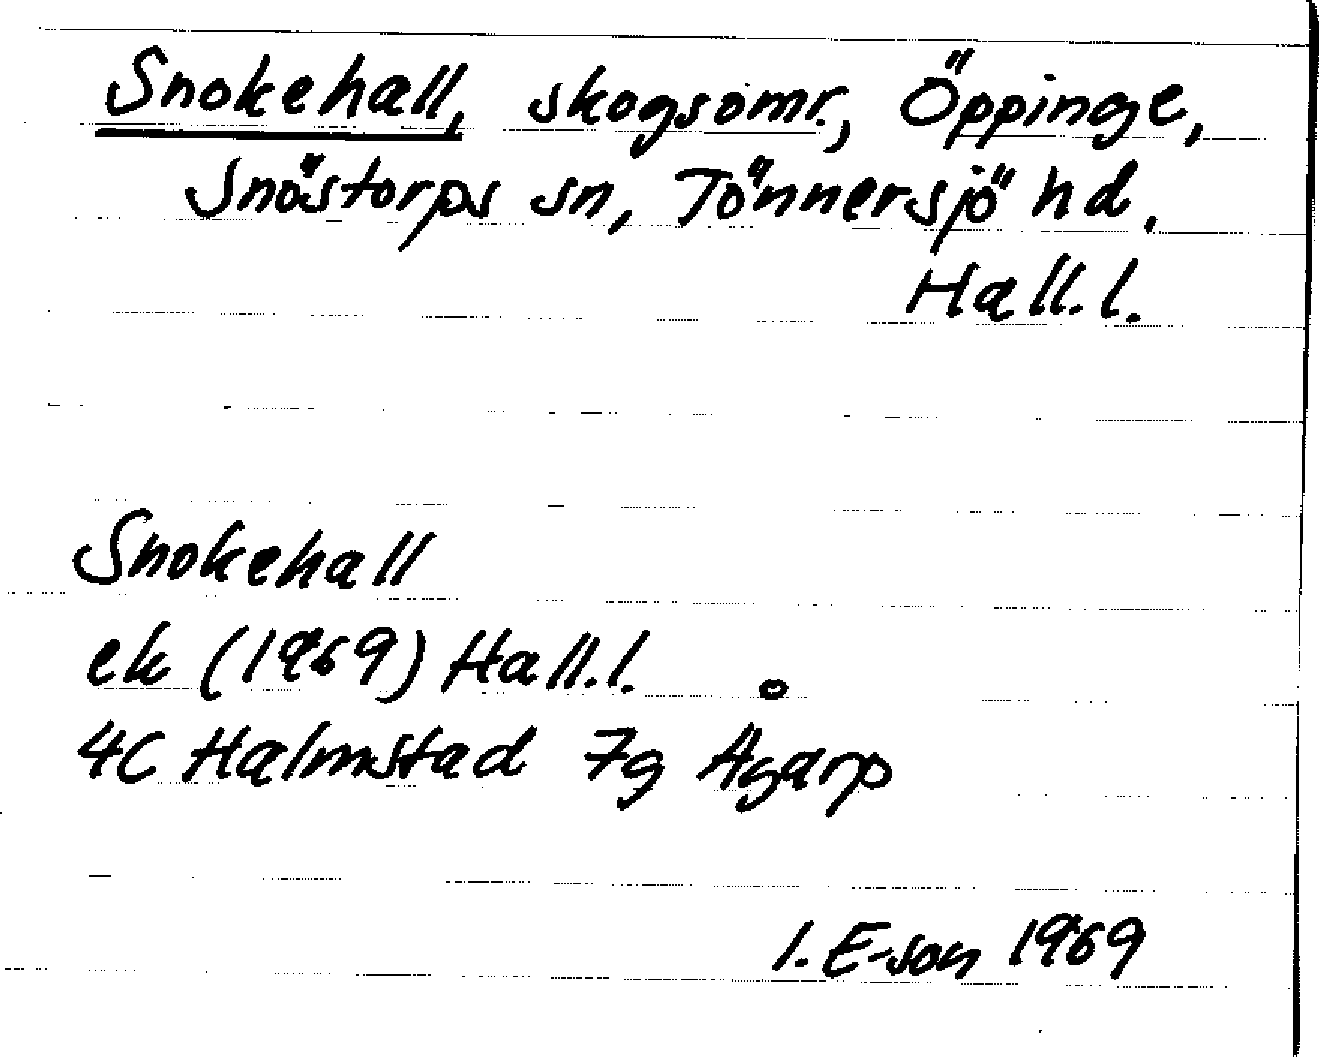 Snokehall, skogsomr., Öppinge,
Snöstorps sn, Tönnersjö hd,
Hall.l.
Snokehall
ek (1969) Hall.l.
4C Halmstad 7g Ågarp
I. E-son 1969